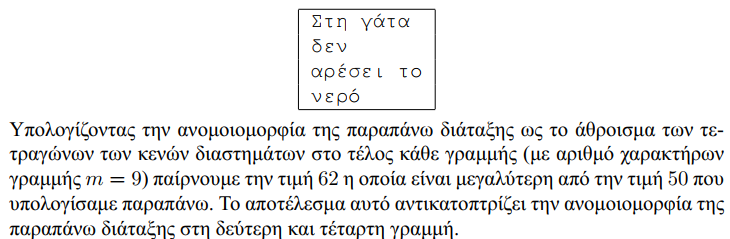 Στη γάτα
δεν
αρέσει το
νερό
Υπολογίζοντας την ανομοιομορφία της παραπάνω διάταξης ως το άθροισμα των τε-
τραγώνων των κενών διαστημάτων στο τέλος κάθε γραμμής (με αριθμό χαρακτήρων
γραμμής m = 9) παίρνουμε την τιμή 62 η οποία είναι μεγαλύτερη από την τιμή 50 που
υπολογίσαμε παραπάνω. Το αποτέλεσμα αυτό αντικατοπτρίζει την ανομοιομορφία της
παραπάνω διάταξης στη δεύτερη και τέταρτη γραμμή.